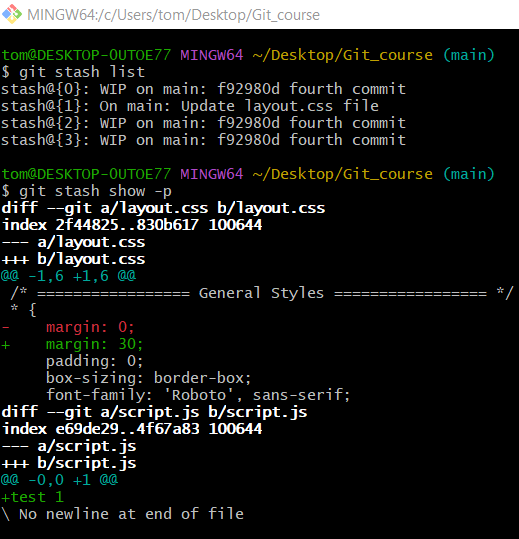 MINGW64:/c/Users/tom/Desktop/Git_course
tom@DESKTOP-OUTOE77 MINGW64 ~/Desktop/Git_course (main)
$ git stash list
stash@{0}: WIP on main: f92980d fourth commit
stash@{1}: On main: Update layout.css file
stash@{2}: WIP on main: f92980d fourth commit
stash@{3}: WIP on main: f92980d fourth commit
tom@DESKTOP-OUTOE77 MINGW64 ~/Desktop/Git_course (main)
$ git stash show -p
diff --git a/layout.css b/layout.css
index 2f44825..830b617 100644
--- a/layout.css
+++ b/layout.css
@@ -1,6 +1,6 @@
 /* ================= General Styles ================= */
 * {
-    margin: 0;
+    margin: 30;
     padding: 0;
     box-sizing: border-box;
     font-family: 'Roboto', sans-serif;
diff --git a/script.js b/script.js
index e69de29..4f67a83 100644
--- a/script.js
+++ b/script.js
@@ -0,0 +1 @@
+test 1
\ No newline at end of file